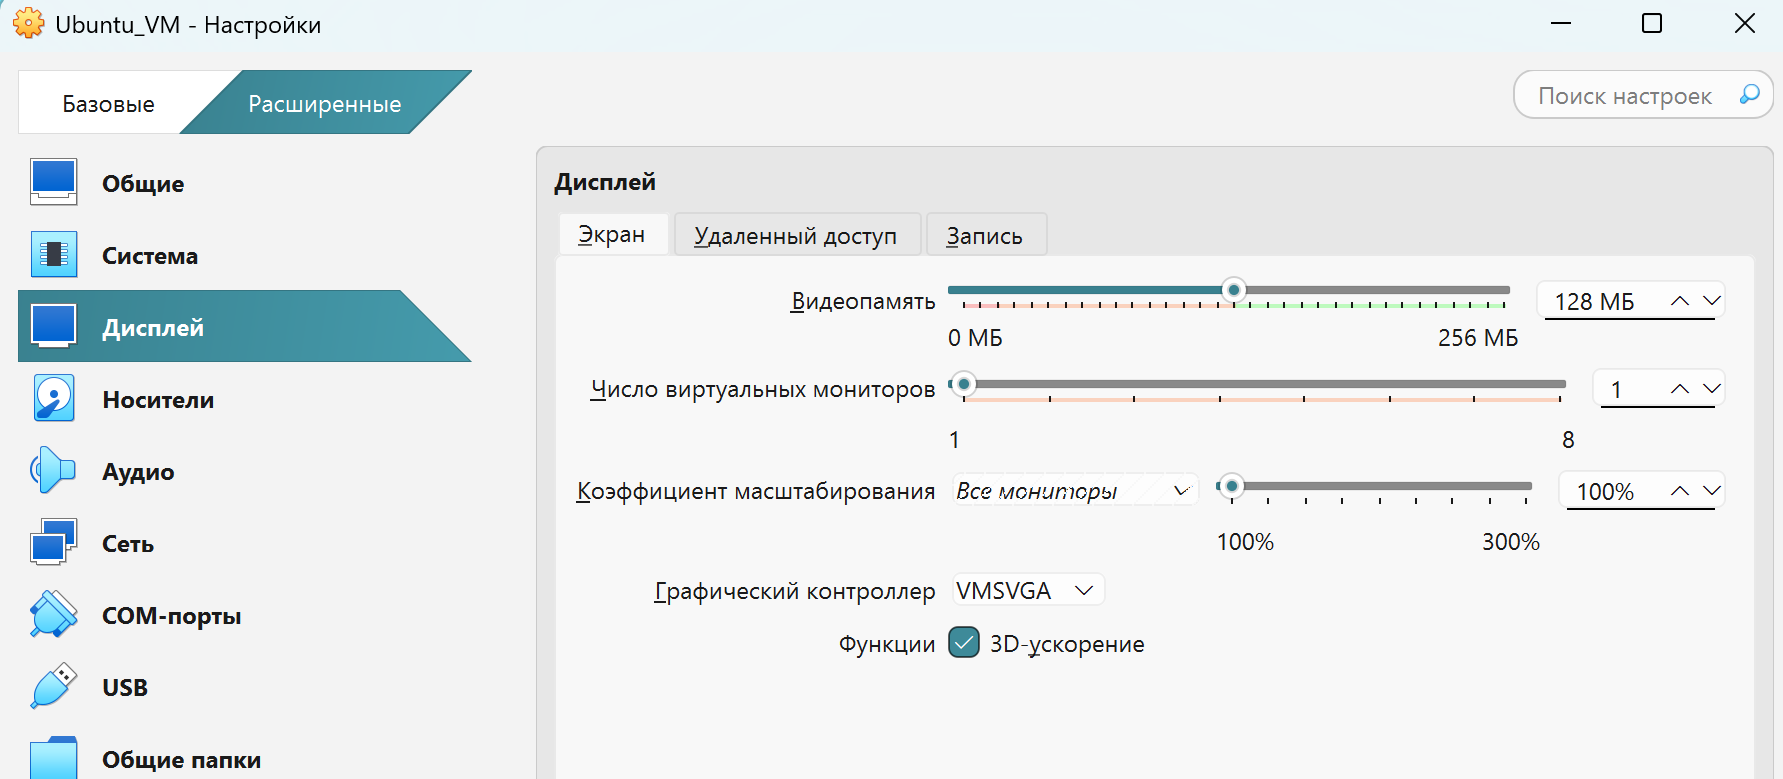 Ubuntu_VM - Настройки
Базовые
Расширенные
Поиск настроек
Общие
Система
Дисплей
Носители
Аудио
Сеть
COM-порты
USB
Общие папки
Дисплей
Экран
Удаленный доступ
Запись
Видеопамять
128 МБ
0 МБ
256 МБ
Число виртуальных мониторов
1
1
8
Коэффициент масштабирования
Все мониторы
100%
100%
300%
Графический контроллер
VMSVGA
Функции
3D-ускорение